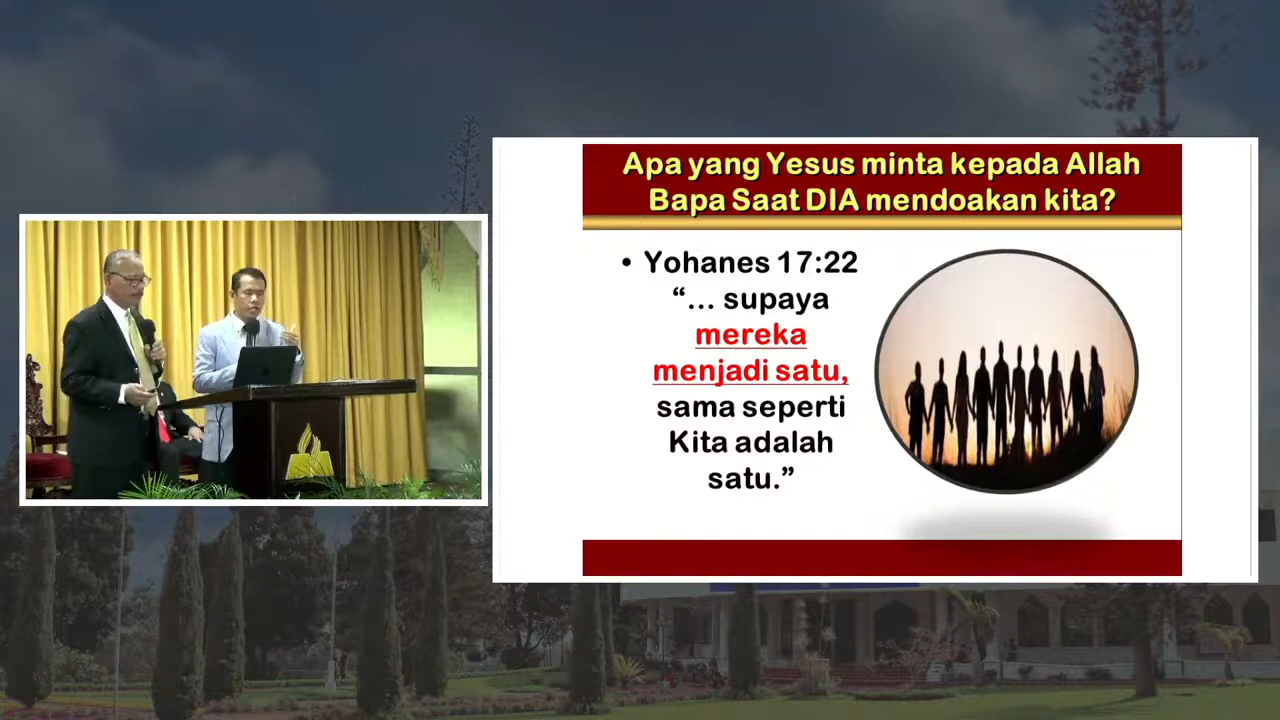 Apa yang Yesus minta kepada Allah
Bapa Saat DIA mendoakan kita?
• Yohanes 17:22
“... supaya
mereka
menjadi satu,
sama seperti
Kita adalah
satu.”